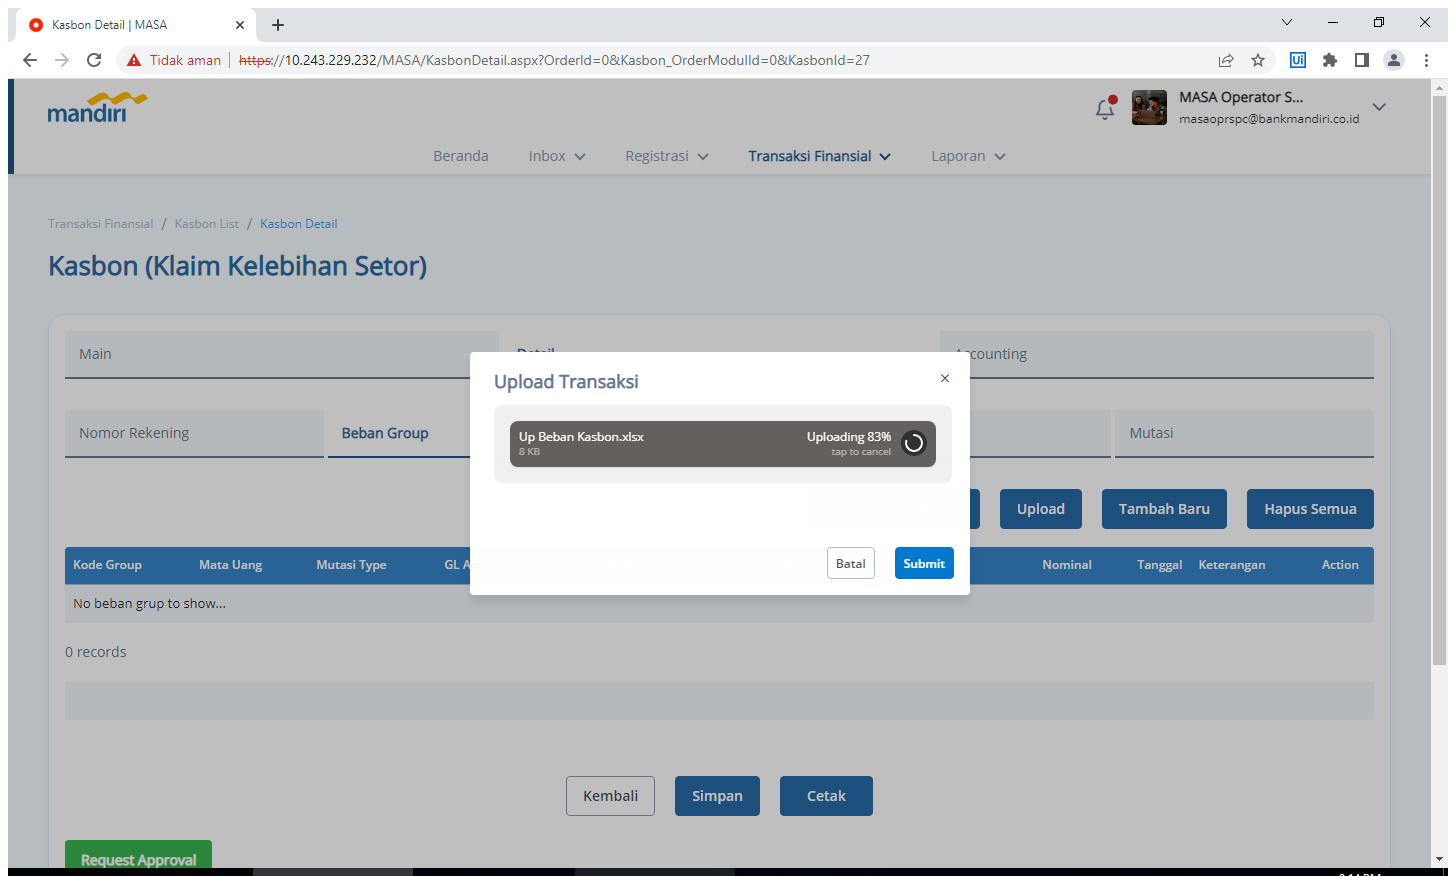 Kasbon Detail | MASA
Tidak aman https://10.243.229.232/MASA/KasbonDetail.aspx?OrderId=0&Kasbon_OrderModulId=0&KasbonId=27
Ui
mandiri
MASA Operator S...
masaoprspc@bankmandiri.co.id
Beranda Inbox Registrasi Transaksi Finansial Laporan
Transaksi Finansial / Kasbon List / Kasbon Detail
Kasbon (Klaim Kelebihan Setor)
Main Detail Accounting
Upload Transaksi
Up Beban Kasbon.xlsx Uploading 83%
8 KB tap to cancel
Nomor Rekening Beban Group Mutasi
Upload Tambah Baru Hapus Semua
Batal Submit
Kode Group Mata Uang Mutasi Type GL A Nominal Tanggal Keterangan Action
No beban grup to show...
0 records
Kembali Simpan Cetak
Request Approval